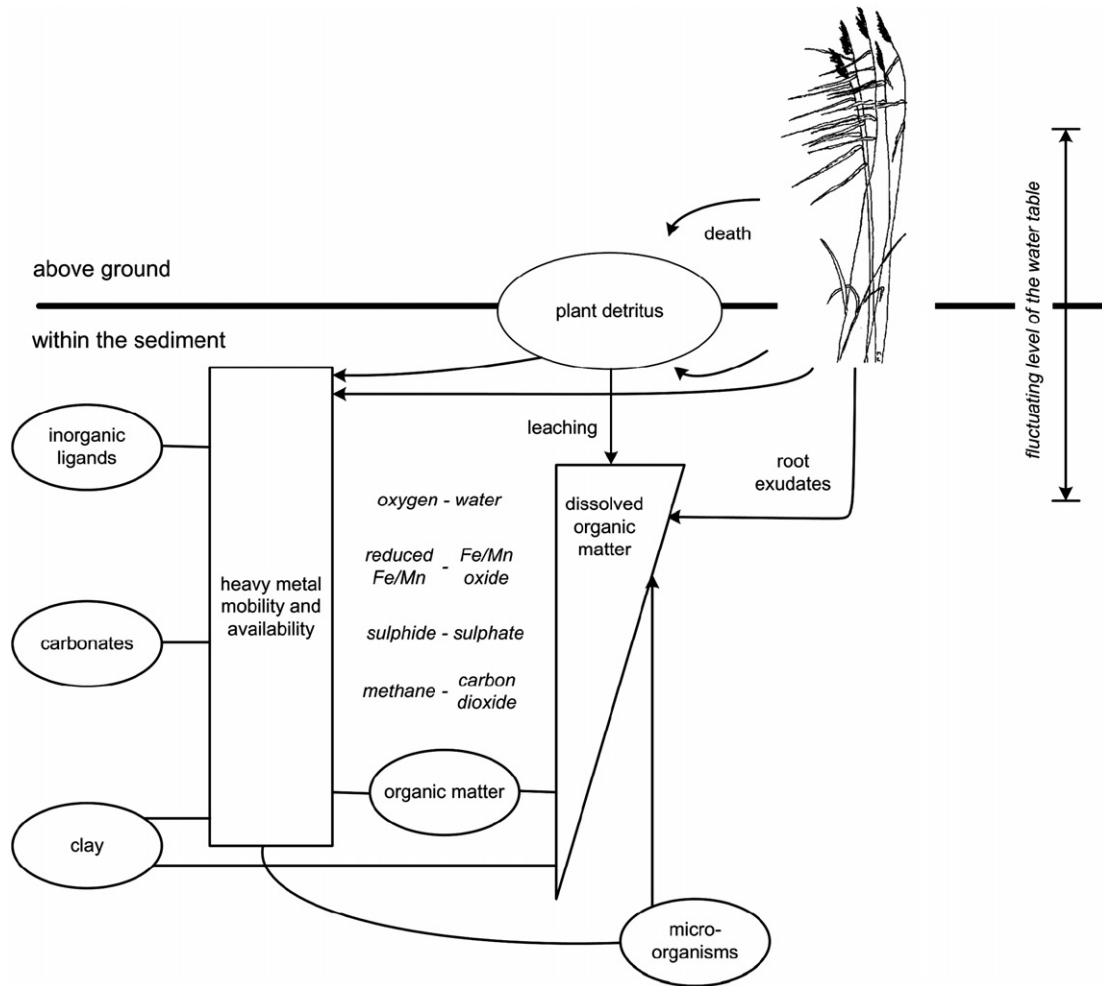 death
above ground
plant detritus
within the sediment
fluctuating level of the water table
inorganic
ligands
leaching
root
exudates
oxygen - water
dissolved
organic
matter
reduced
Fe/Mn
-
Fe/Mn
oxide
heavy metal
mobility and
availability
carbonates
sulphide - sulphate
methane -
carbon
dioxide
organic matter
clay
micro-
organisms